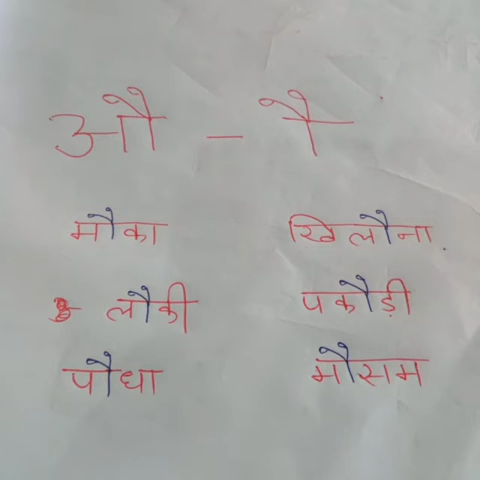 औ - ौ
मौका खिलौना
लौकी पकौड़ी
पौधा मौसम